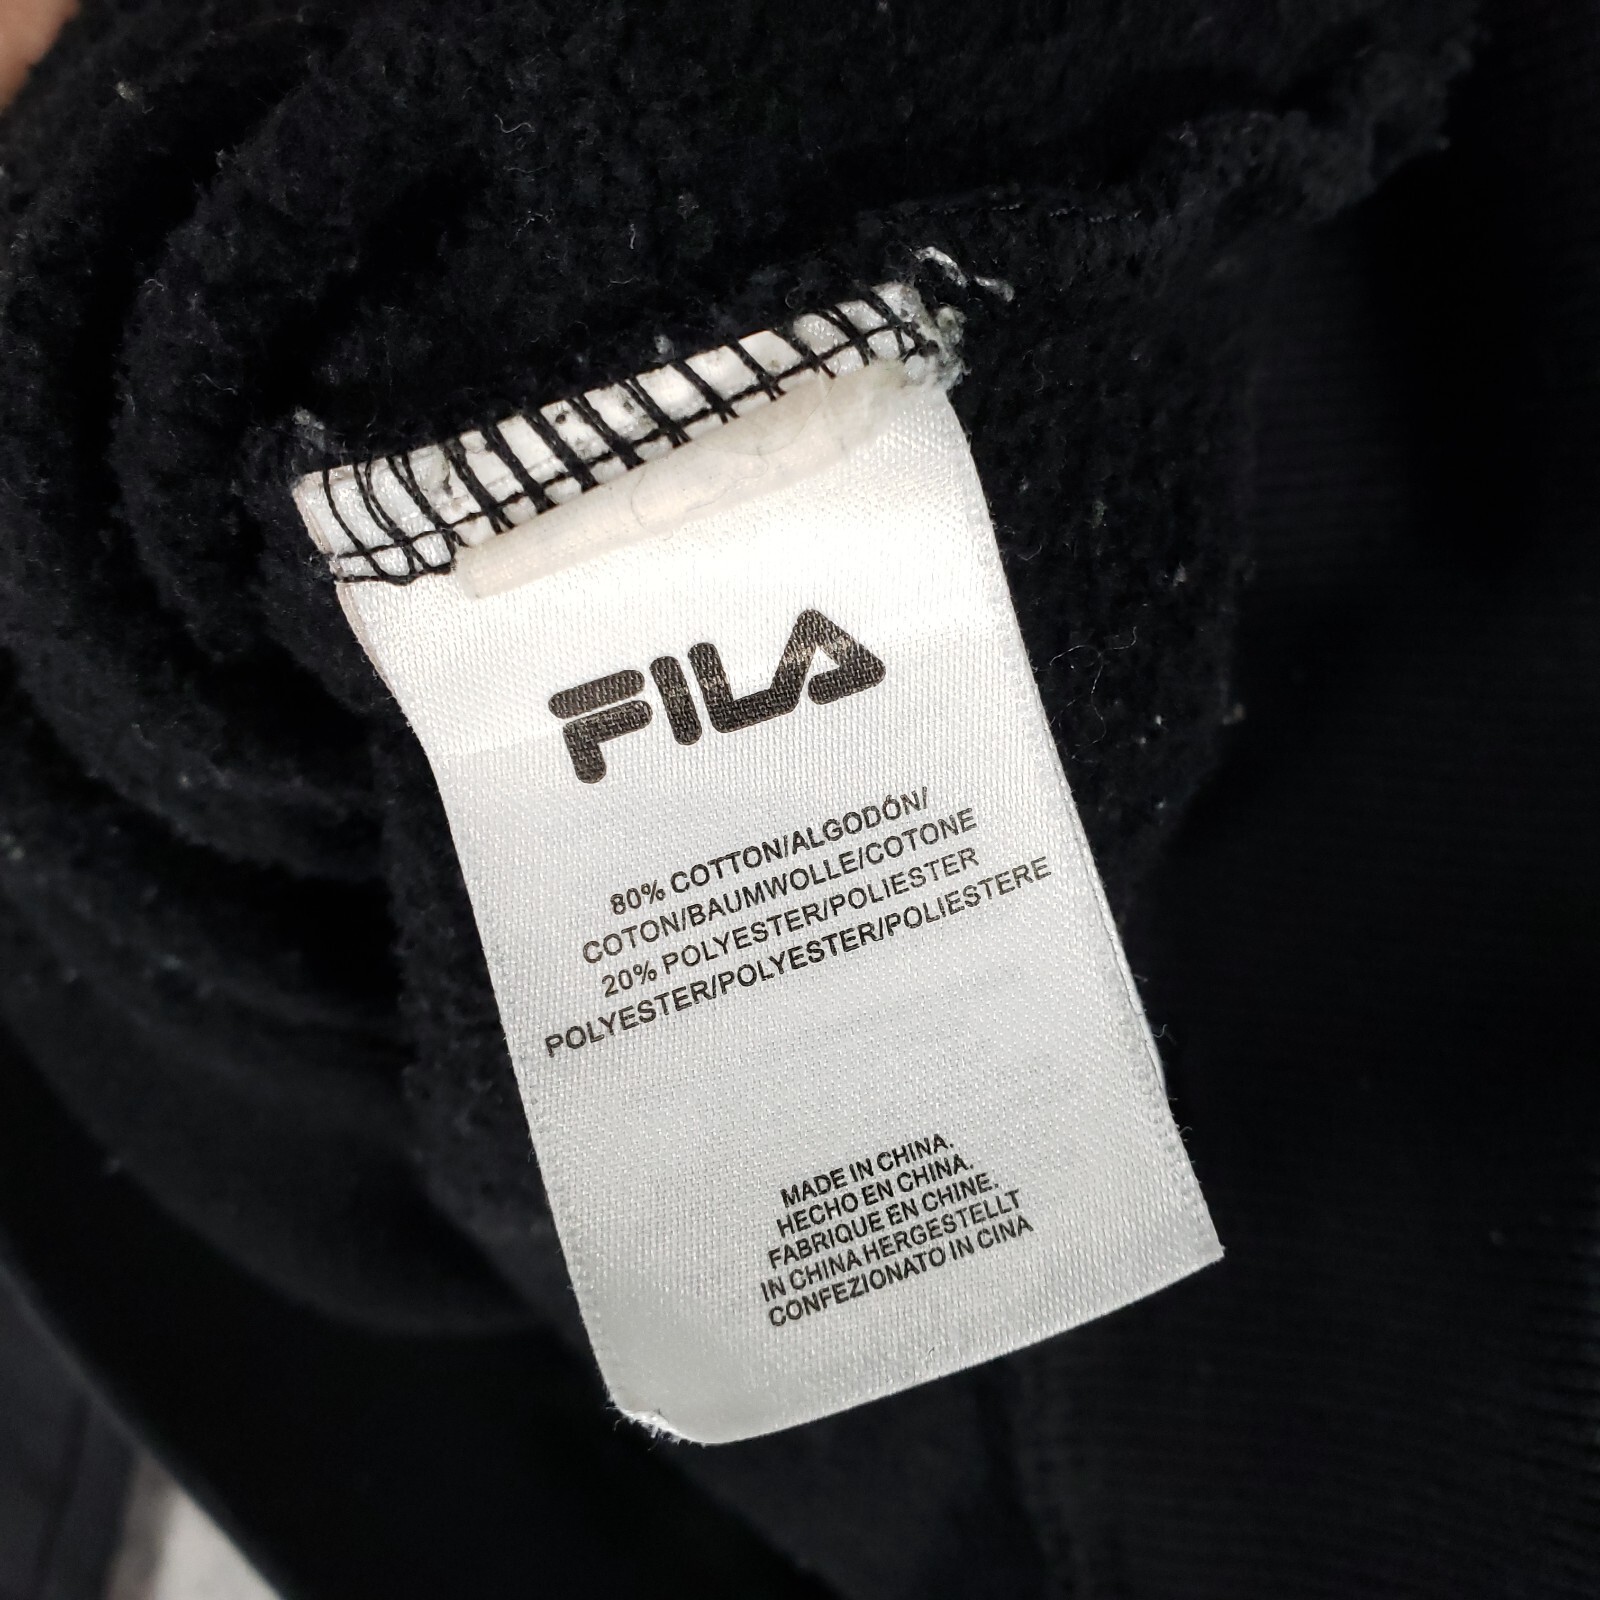 FILA
80% COTTON/ALGODÓN/
COTON/BAUMWOLLE/COTONE
20% POLYESTER/POLIESTER
POLYESTER/POLYESTER/POLIESTERE
MADE IN CHINA.
HECHO EN CHINA.
FABRIQUE EN CHINE.
IN CHINA HERGESTELLT
CONFEZIONATO IN CINA